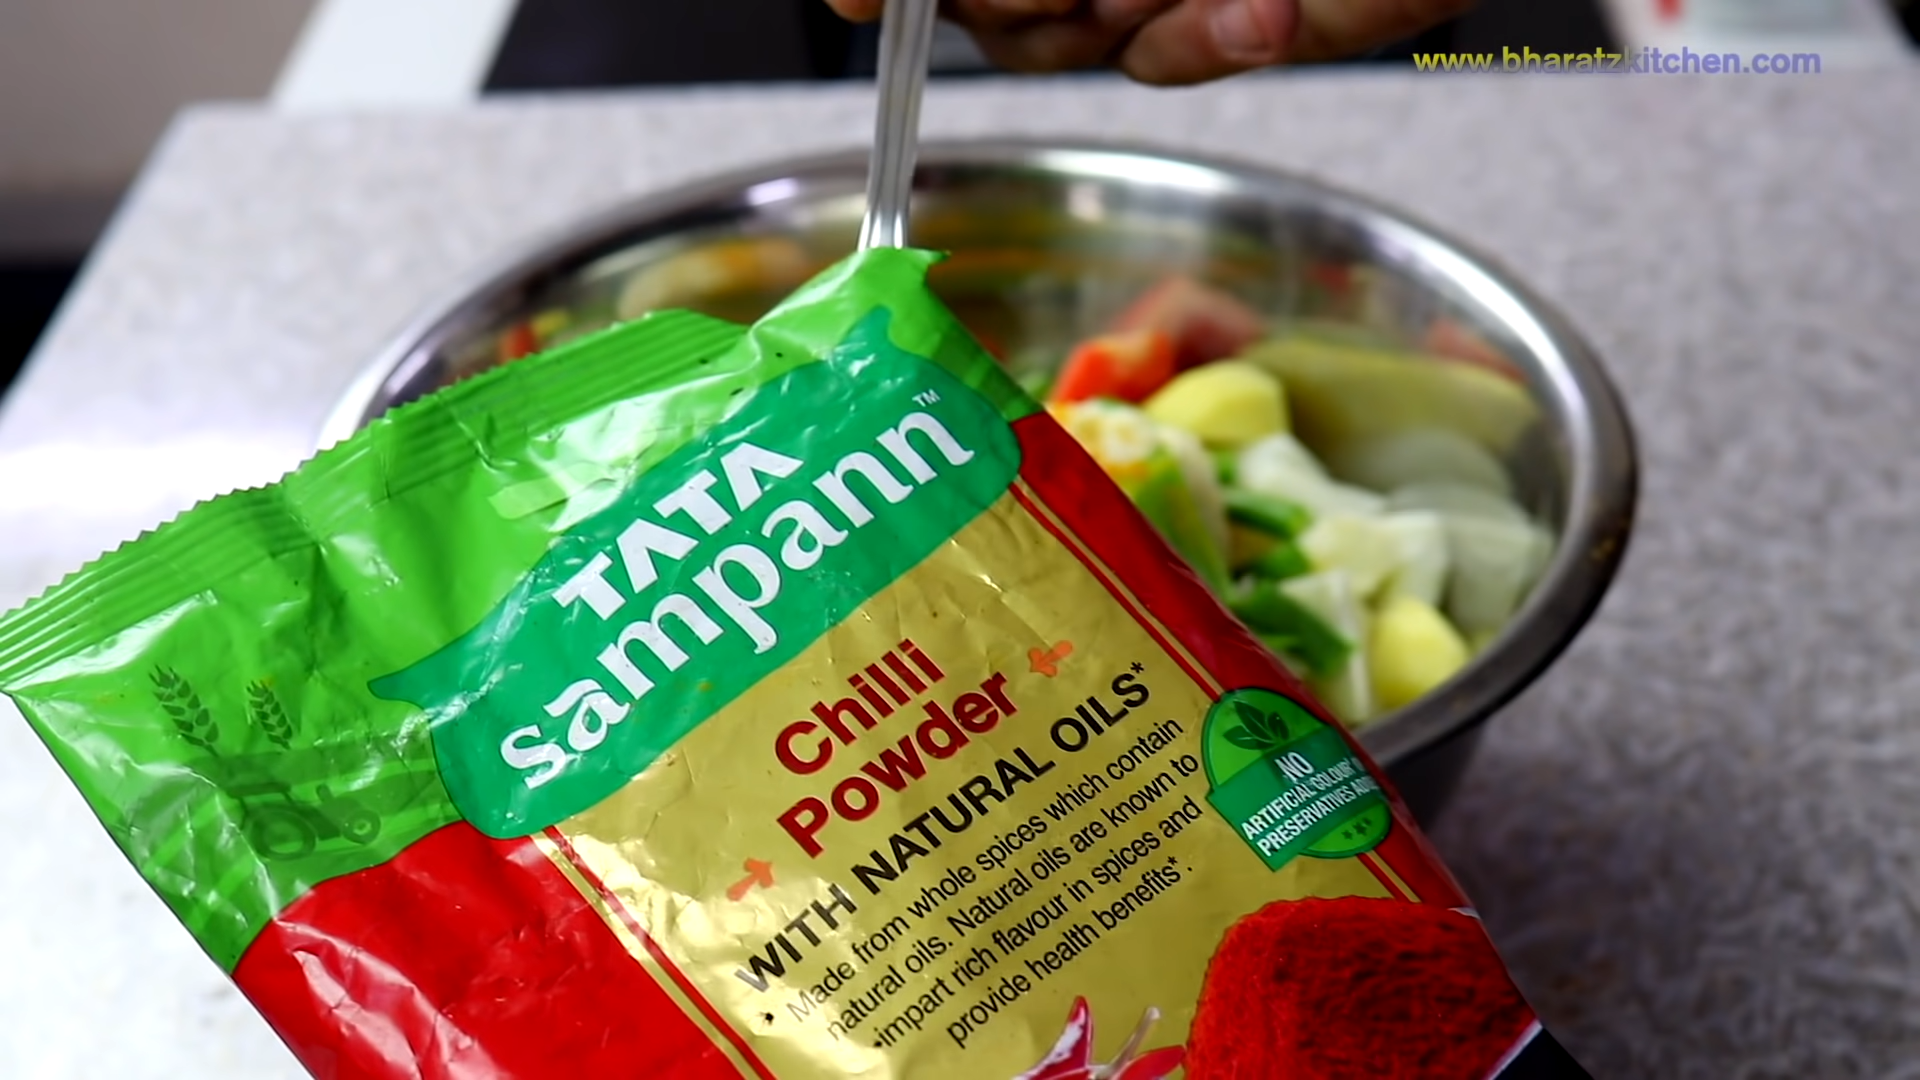 www.bharatzkitchen.com
TATA
sampann™
Chilli
Powder
WITH NATURAL OILS*
Made from whole spices which contain
natural oils. Natural oils are known to
impart rich flavour in spices and
provide health benefits*.
NO
ARTIFICIAL COLOUR
PRESERVATIVES